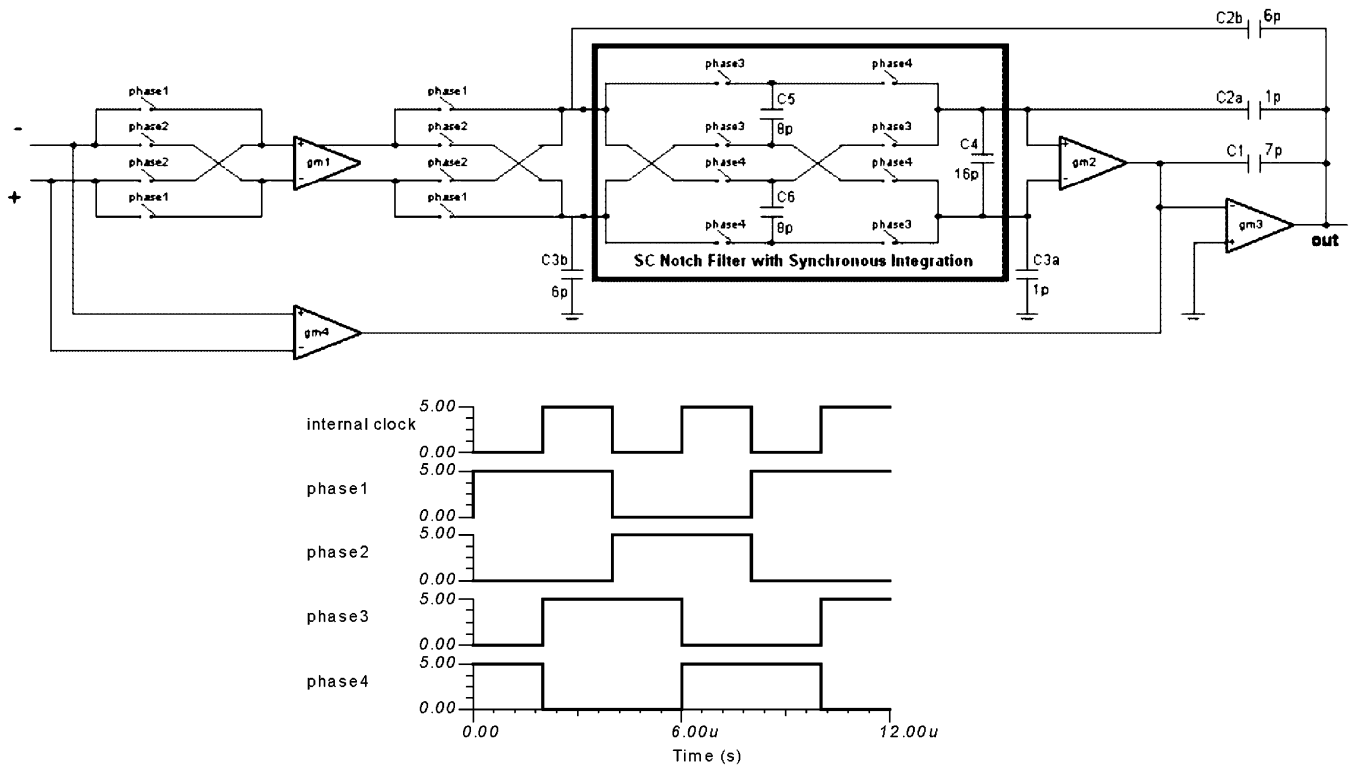 C2b 6p
phase3 phase4
phase1 phase1 C5 C2a 1p
- phase2 + phase2 8p phase3 phase3 C4 + C1 7p
phase2 gm1 phase2 phase4 phase4 16p gm2
+ phase1 - phase1 C6 - - gm3
phase4 8p phase3 + out
C3b SC Notch Filter with Synchronous Integration C3a
6p 1p
+
gm4
-
internal clock 5.00 0.00
phase1 5.00 0.00
phase2 5.00 0.00
phase3 5.00 0.00
phase4 5.00 0.00
0.00 6.00u 12.00u
Time (s)